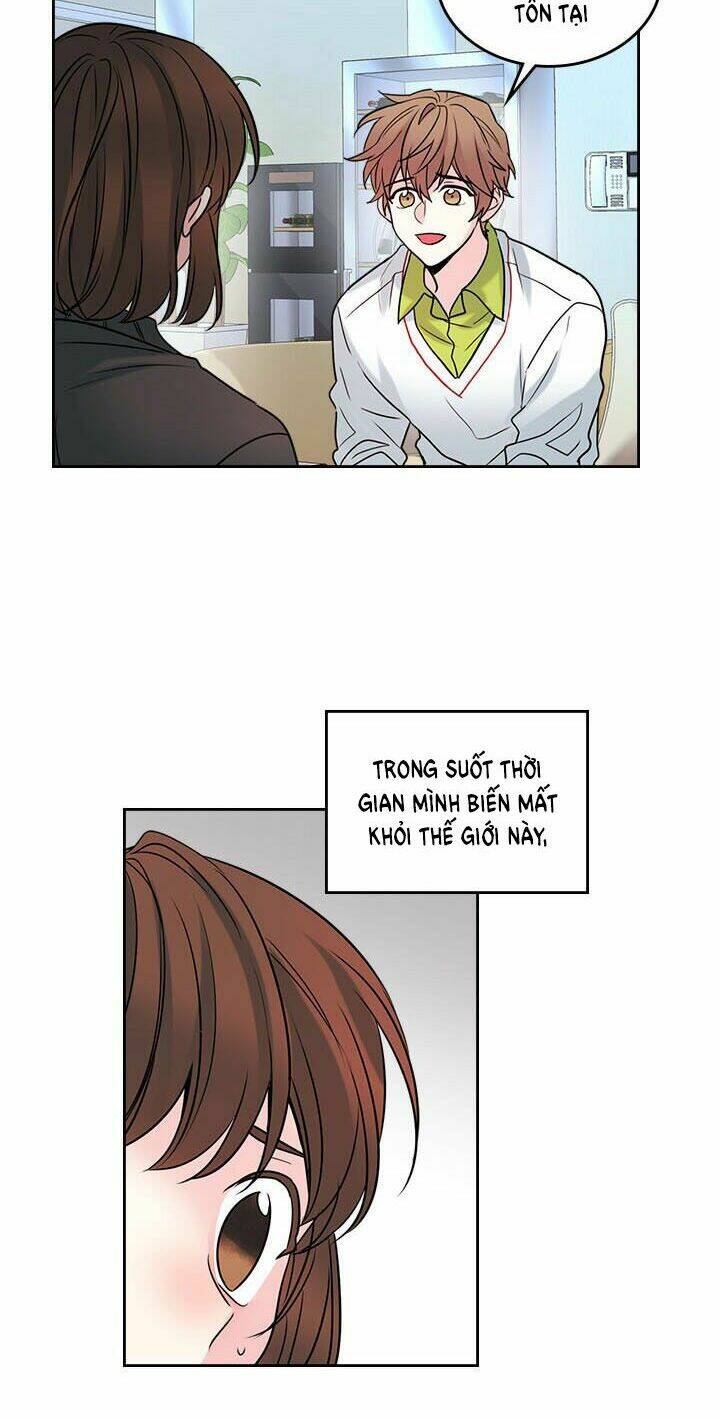 TỒN TẠI
TRONG SUỐT THỜI
GIAN MÌNH BIẾN MẤT
KHỎI THẾ GIỚI NÀY,